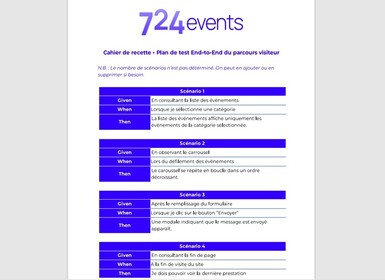 724events
Cahier de recette - Plan de test End-to-End du parcours visiteur
N.B. : Le nombre de scénarios n'est pas déterminé. On peut en ajouter ou en
supprimer si besoin.
Scénario 1
Given En consultant la liste des évènements
When Lorsque je sélectionne une catégorie
Then La liste des évènements affiche uniquement les
évènements de la catégorie sélectionnée.
Scénario 2
Given En observant le carrousel
When Lors du défilement des évènements
Then Le carrousel se répète en boucle dans un ordre
décroissant.
Scénario 3
Given Après le remplissage du formulaire
When Lorsque je clic sur le bouton "Envoyer"
Then Une modale indiquant que le message est envoyé
apparait.
Scénario 4
Given En consultant la fin de page
When A la fin de visite du site
Then Je dois pouvoir voir la dernière prestation